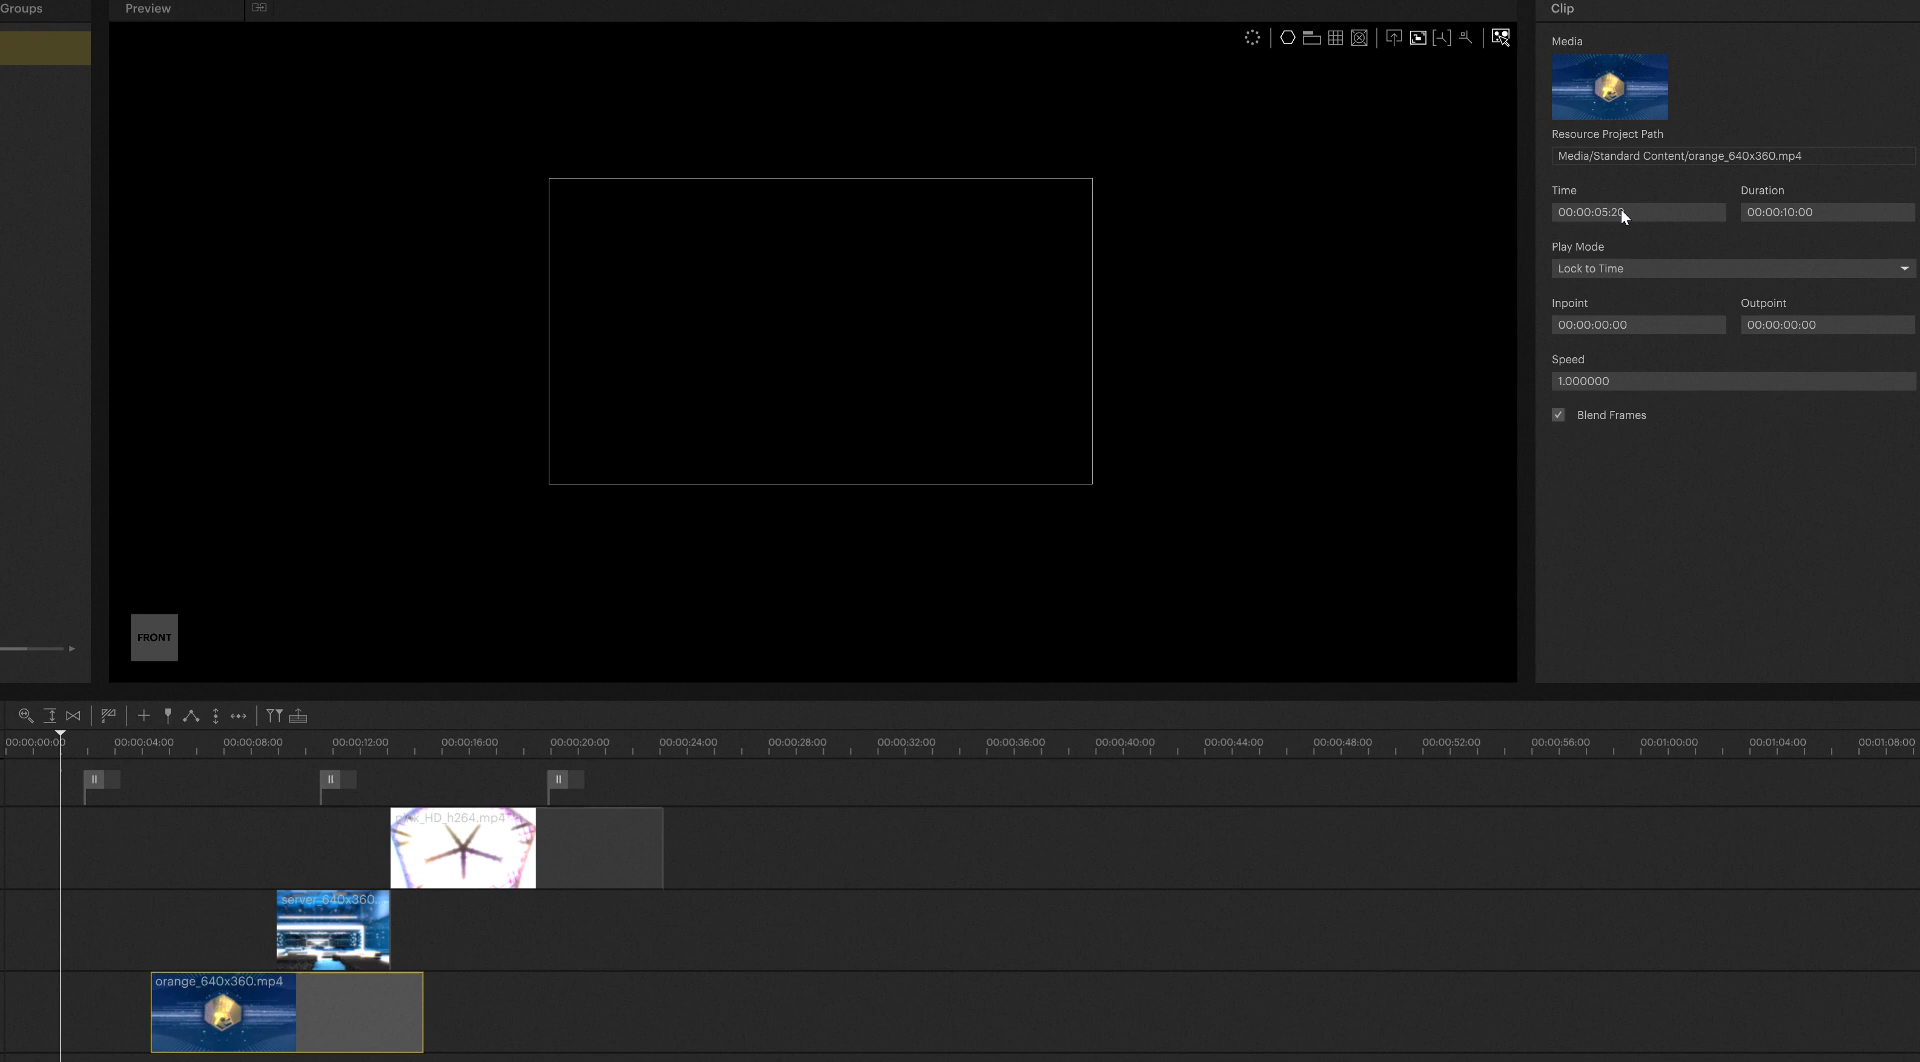 Groups
Preview
Clip
Media
Resource Project Path
Media/Standard Content/orange_640x360.mp4
Time
Duration
00:00:05:20
00:00:10:00
Play Mode
Lock to Time
Inpoint
Outpoint
00:00:00:00
00:00:00:00
Speed
1.000000
Blend Frames
FRONT
00:00:00:00 00:00:04:00 00:00:08:00 00:00:12:00 00:00:16:00 00:00:20:00 00:00:24:00 00:00:28:00 00:00:32:00 00:00:36:00 00:00:40:00 00:00:44:00 00:00:48:00 00:00:52:00 00:00:56:00 00:01:00:00 00:01:04:00 00:01:08:00
server_640x360...
orange_640x360.mp4